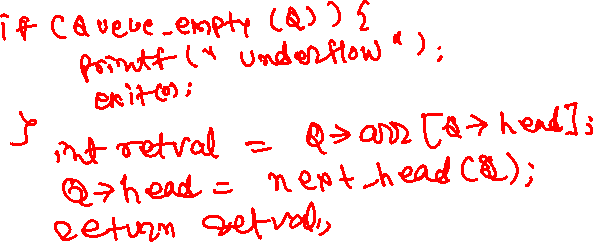 if (Queue_empty (Q)) {
printf (" underflow ");
exit(0);
}
int retval = Q->arr [Q->head];
Q->head = next_head(Q);
return retval;